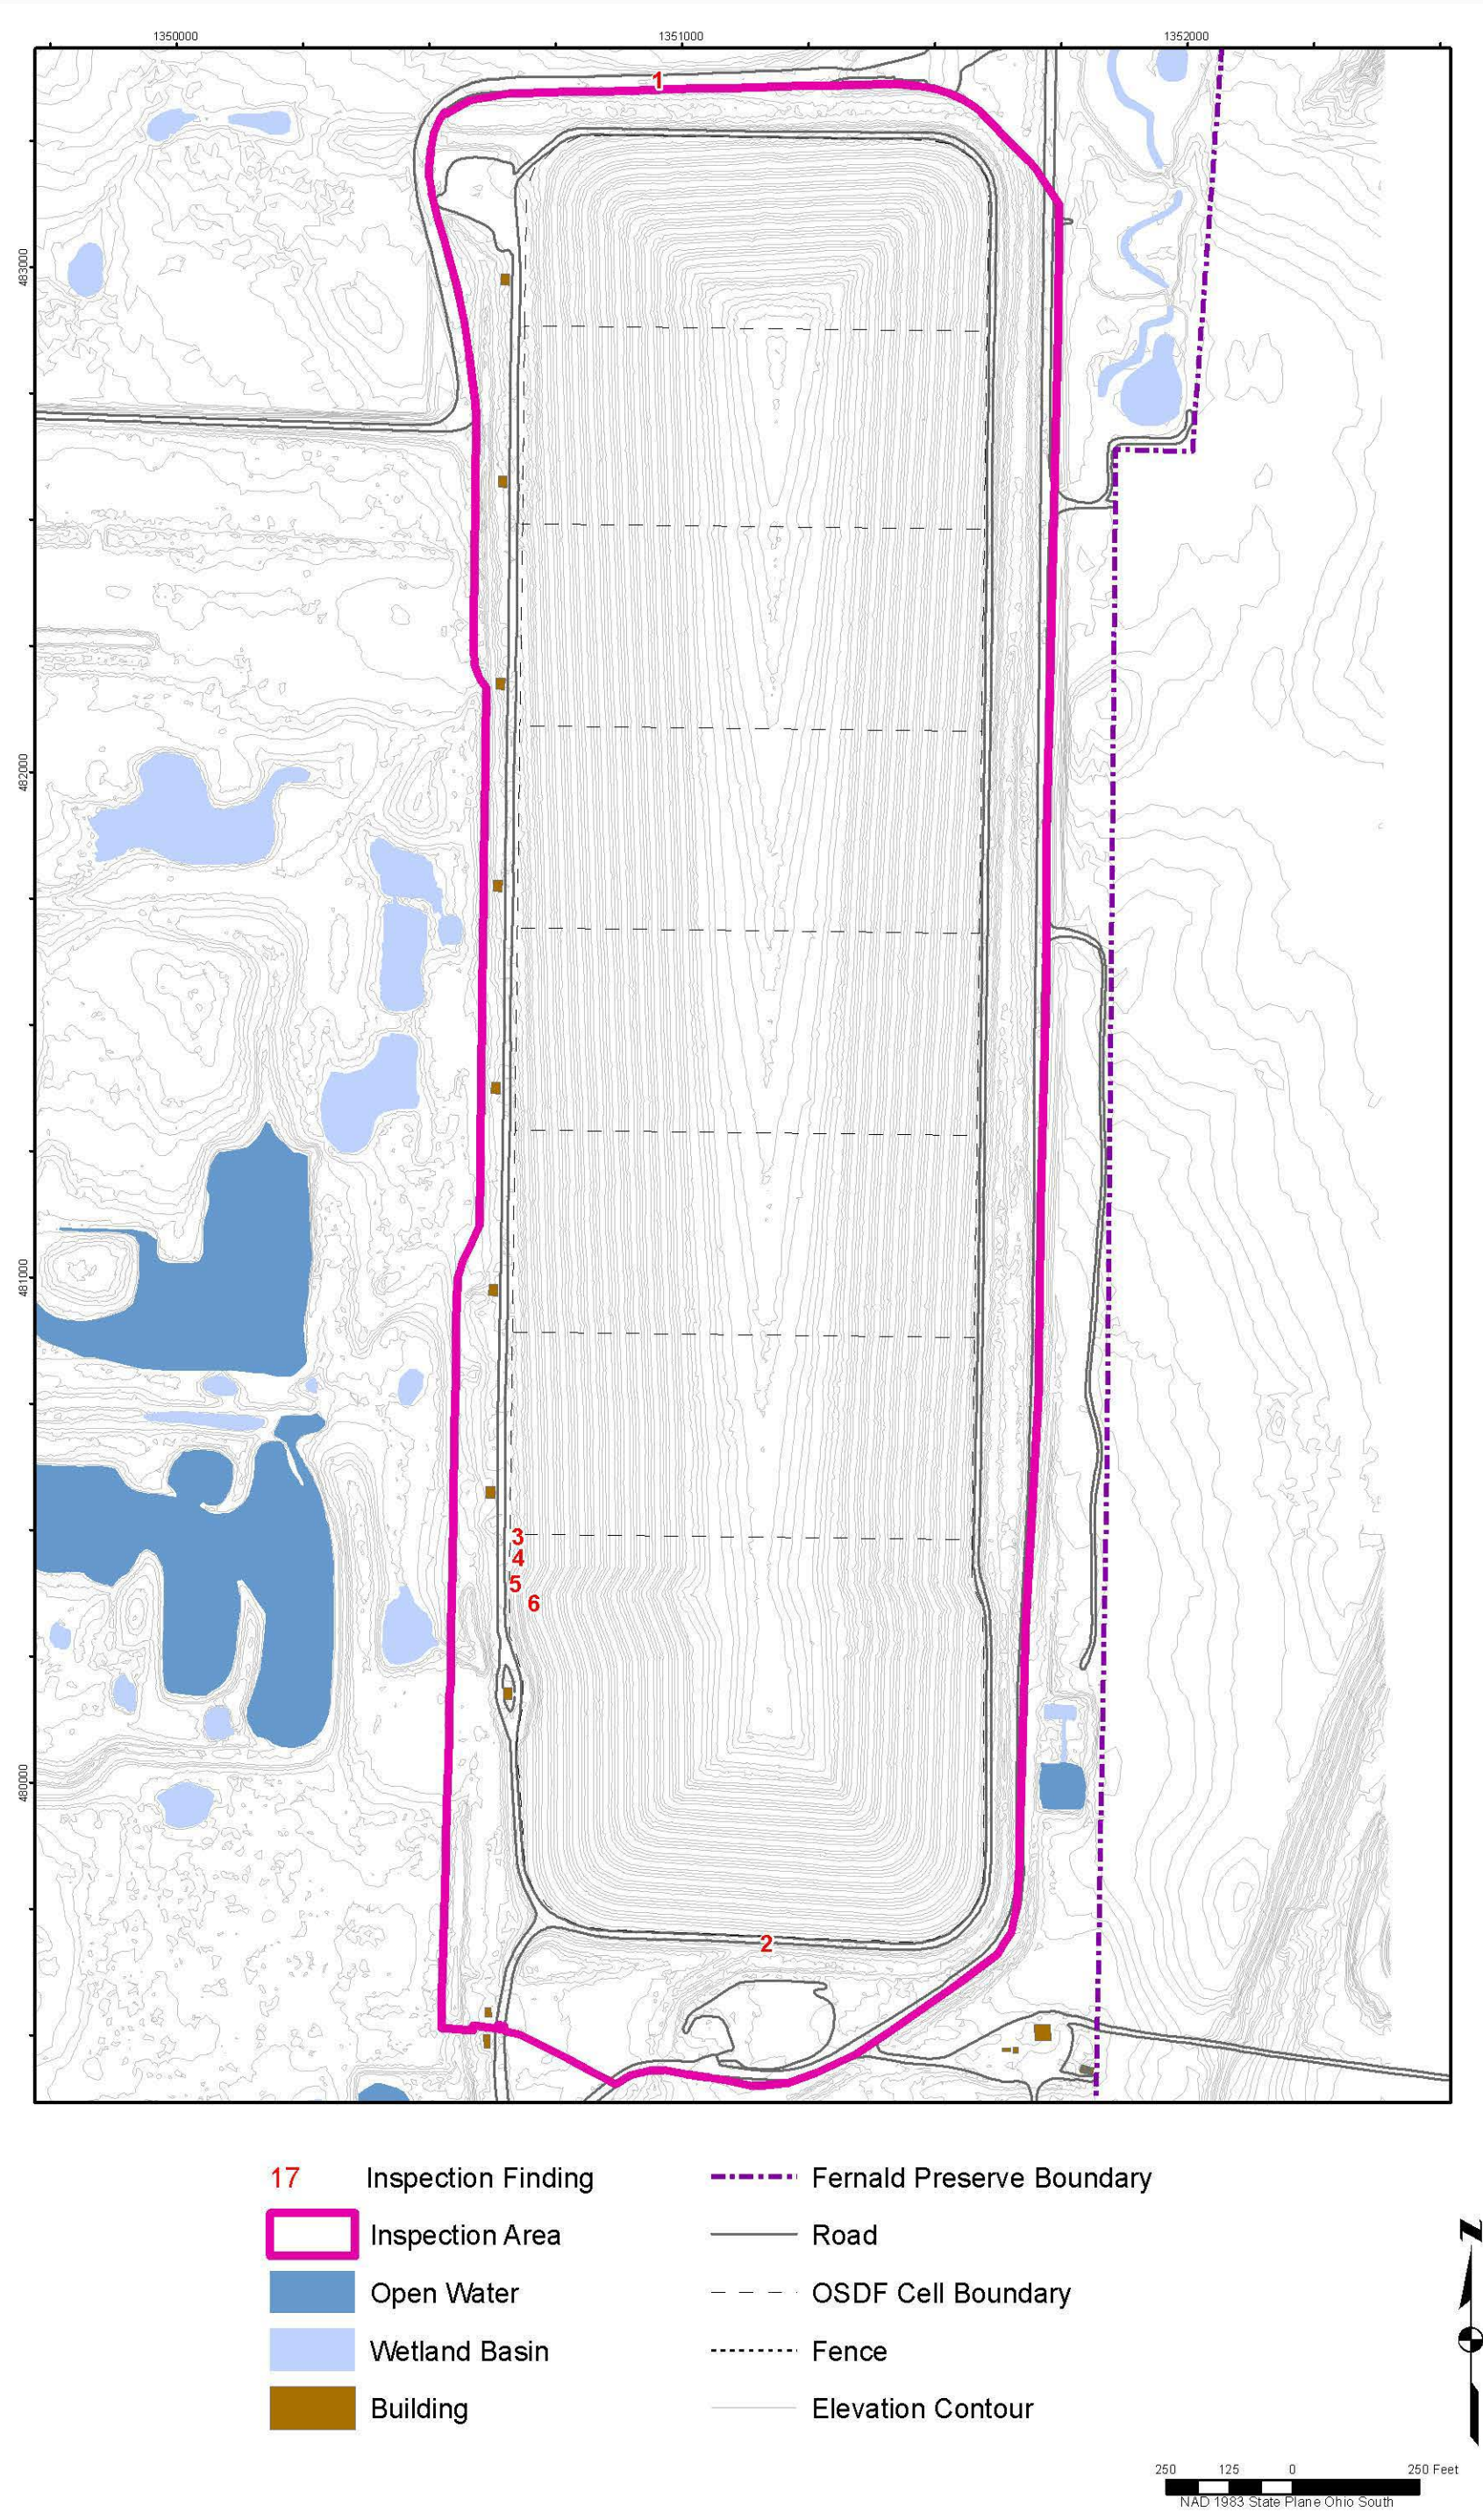 1350000 1351000 1352000
1
483000
482000
481000
3
4
5
6
480000
2
17 Inspection Finding Fernald Preserve Boundary
Inspection Area Road
Open Water OSDF Cell Boundary
Wetland Basin Fence
Building Elevation Contour
N
250 125 0 250 Feet
NAD 1983 State Plane Ohio South